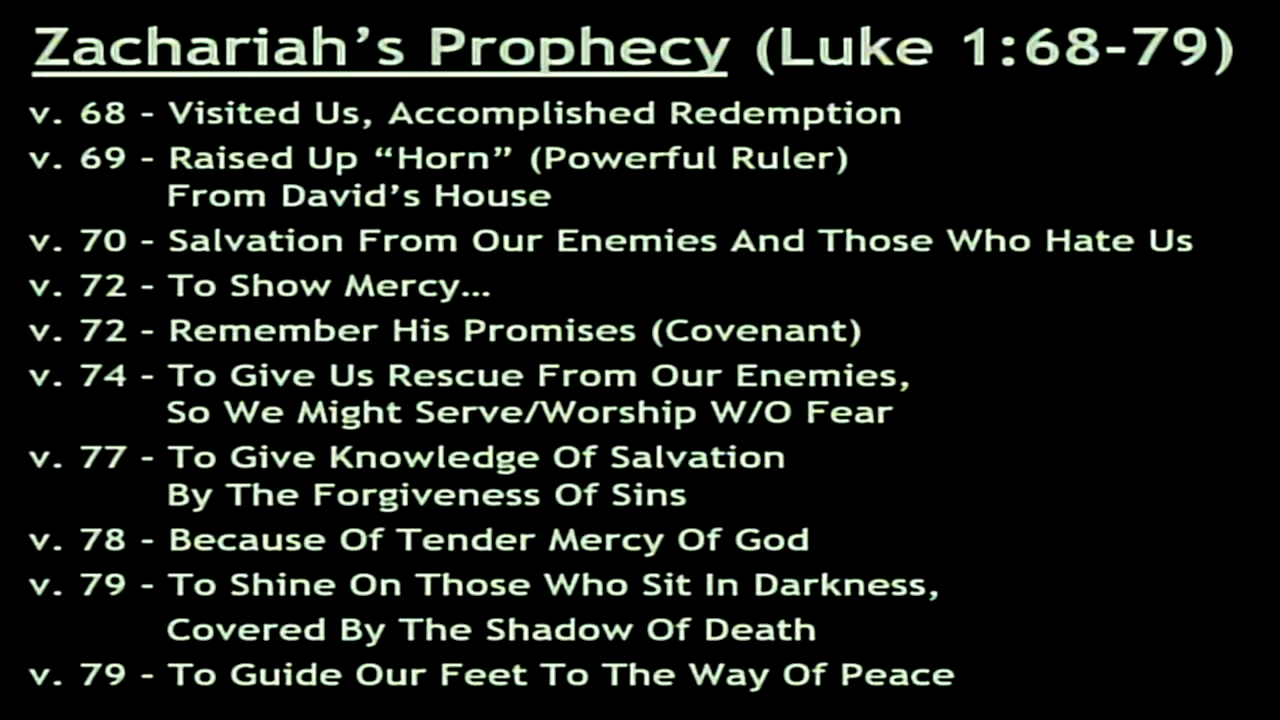 Zachariah’s Prophecy (Luke 1:68-79)
v. 68 - Visited Us, Accomplished Redemption
v. 69 - Raised Up “Horn” (Powerful Ruler)
From David’s House
v. 70 - Salvation From Our Enemies And Those Who Hate Us
v. 72 - To Show Mercy...
v. 72 - Remember His Promises (Covenant)
v. 74 - To Give Us Rescue From Our Enemies,
So We Might Serve/Worship W/O Fear
v. 77 - To Give Knowledge Of Salvation
By The Forgiveness Of Sins
v. 78 - Because Of Tender Mercy Of God
v. 79 - To Shine On Those Who Sit In Darkness,
Covered By The Shadow Of Death
v. 79 - To Guide Our Feet To The Way Of Peace